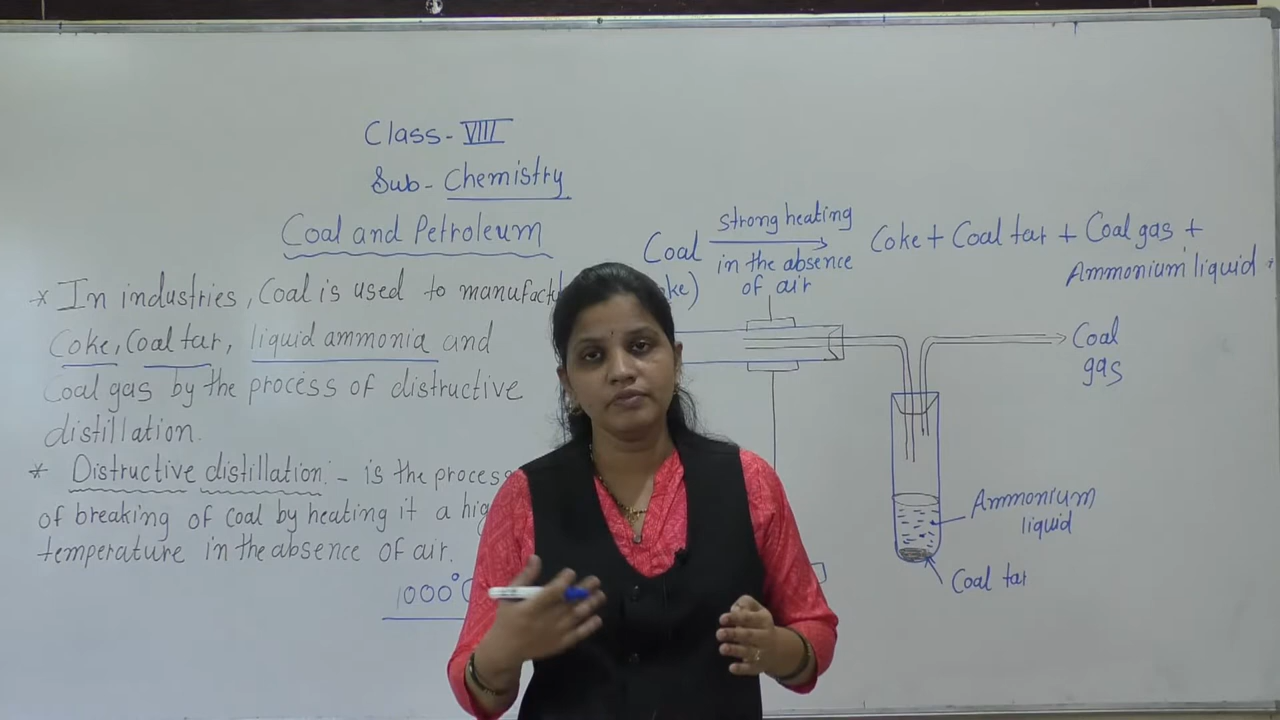 Class - VIII
Sub - Chemistry
Coal and Petroleum
* In industries, Coal is used to
Coke, Coal tar, liquid ammonia and
Coal gas by the process of distructive
distillation.
* Distructive distillation: - is the process
of breaking of coal by heating it a
temperature in the absence of air.
1000°C
Coal strong heating Coke + Coal tar + Coal gas +
in the absence Ammonium liquid
of air
Coal
gas
Ammonium
liquid
Coal tar